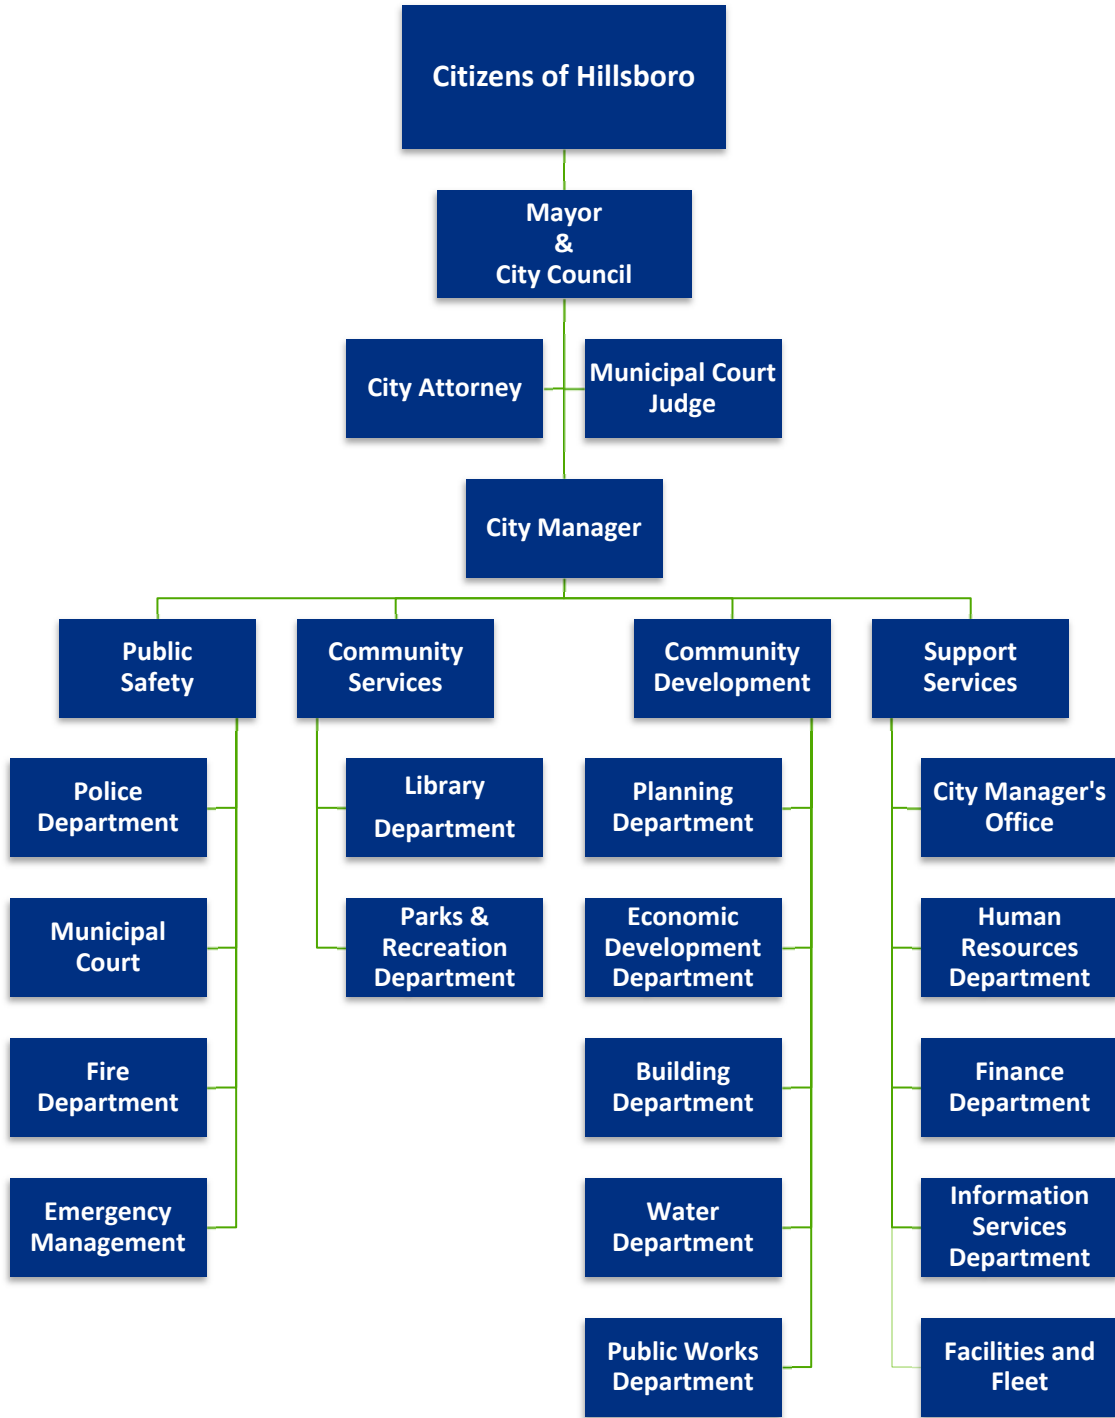 Citizens of Hillsboro
Mayor
&
City Council
City Attorney
Municipal Court
Judge
City Manager
Public
Safety
Community
Services
Community
Development
Support
Services
Police
Department
Library
Department
Planning
Department
City Manager's
Office
Municipal
Court
Parks &
Recreation
Department
Economic
Development
Department
Human
Resources
Department
Fire
Department
Building
Department
Finance
Department
Emergency
Management
Water
Department
Information
Services
Department
Public Works
Department
Facilities and
Fleet